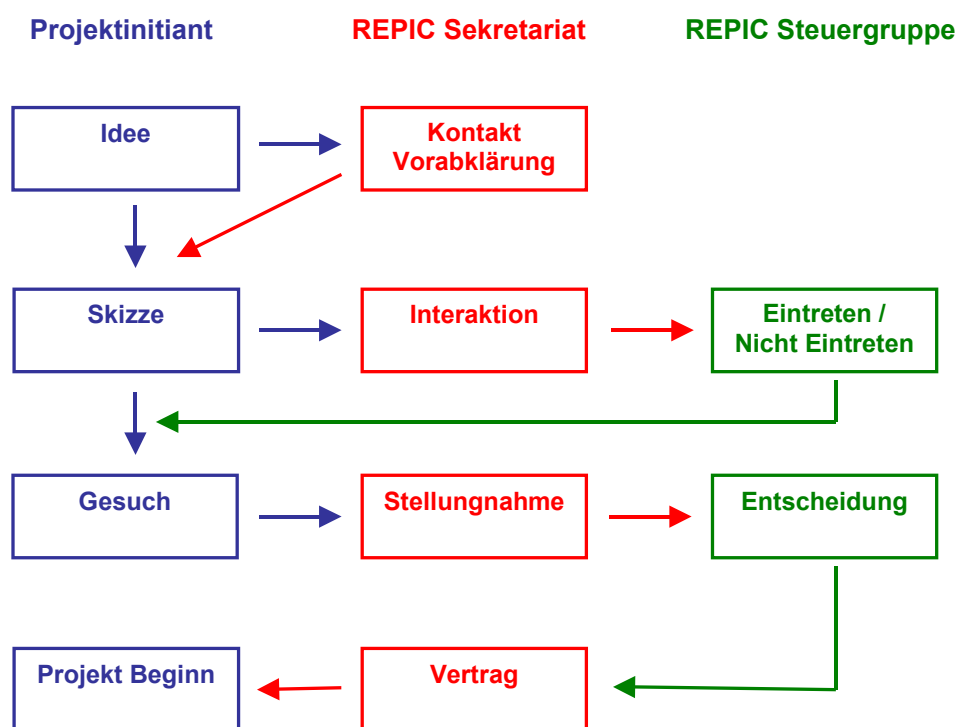 Projektinitiant
REPIC Sekretariat
REPIC Steuergruppe
Idee
Kontakt
Vorabklärung
Skizze
Interaktion
Eintreten /
Nicht Eintreten
Gesuch
Stellungnahme
Entscheidung
Projekt Beginn
Vertrag